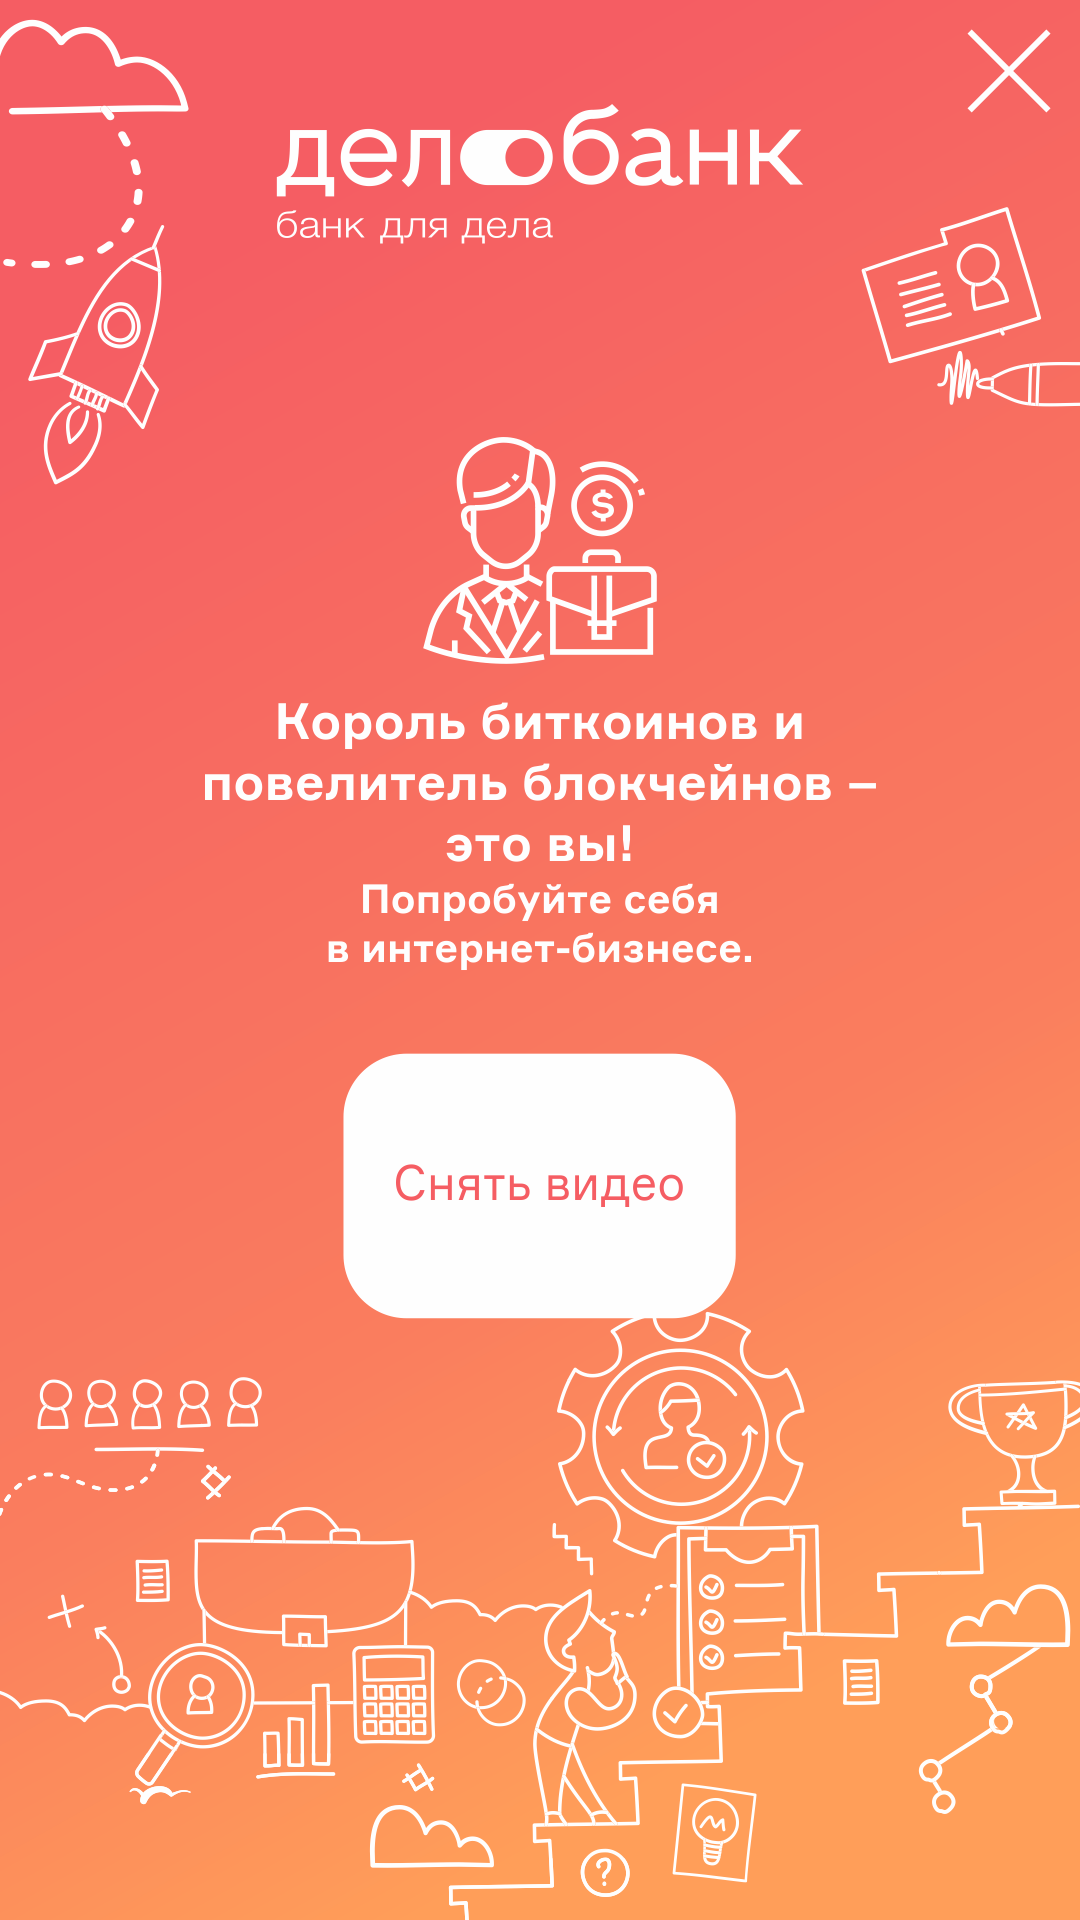 делобанк
банк для дела
$
Король биткоинов и
повелитель блокчейнов –
это вы!
Попробуйте себя
в интернет-бизнесе.
Снять видео
?